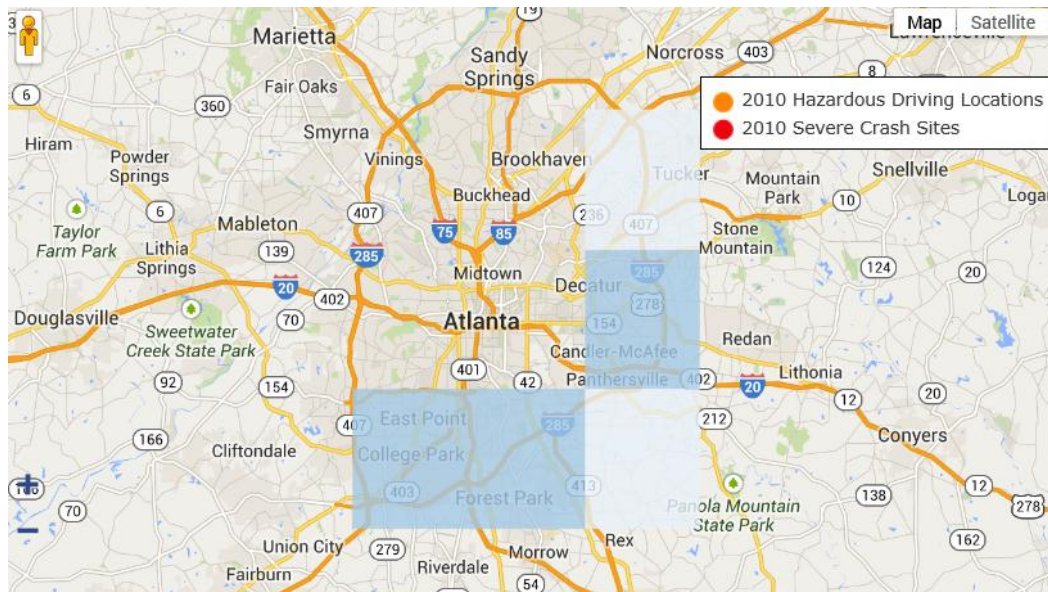 19
Map Satellite
Marietta
Sandy
Springs
Norcross
403
Fair Oaks
8
6
360
2010 Hazardous Driving Locations
2010 Severe Crash Sites
Smyrna
Hiram
Powder
Springs
Vinings
Brookhaven
Tucker
Mountain
Park
Snellville
Buckhead
10
Logan
6
407
236
Taylor
Farm Park
Mableton
75
85
407
Stone
Mountain
139
285
Lithia
Springs
Midtown
285
124
20
20
402
Decatur
278
Douglasville
70
Atlanta
154
Sweetwater
Creek State Park
Candler-McAfee
Redan
401
42
Panthersville
402
20
Lithonia
92
154
12
20
407
East Point
285
212
166
Cliftondale
College Park
Conyers
403
Forest Park
413
Panola Mountain
State Park
138
12
278
70
Union City
279
Morrow
Rex
162
Fairburn
Riverdale
54